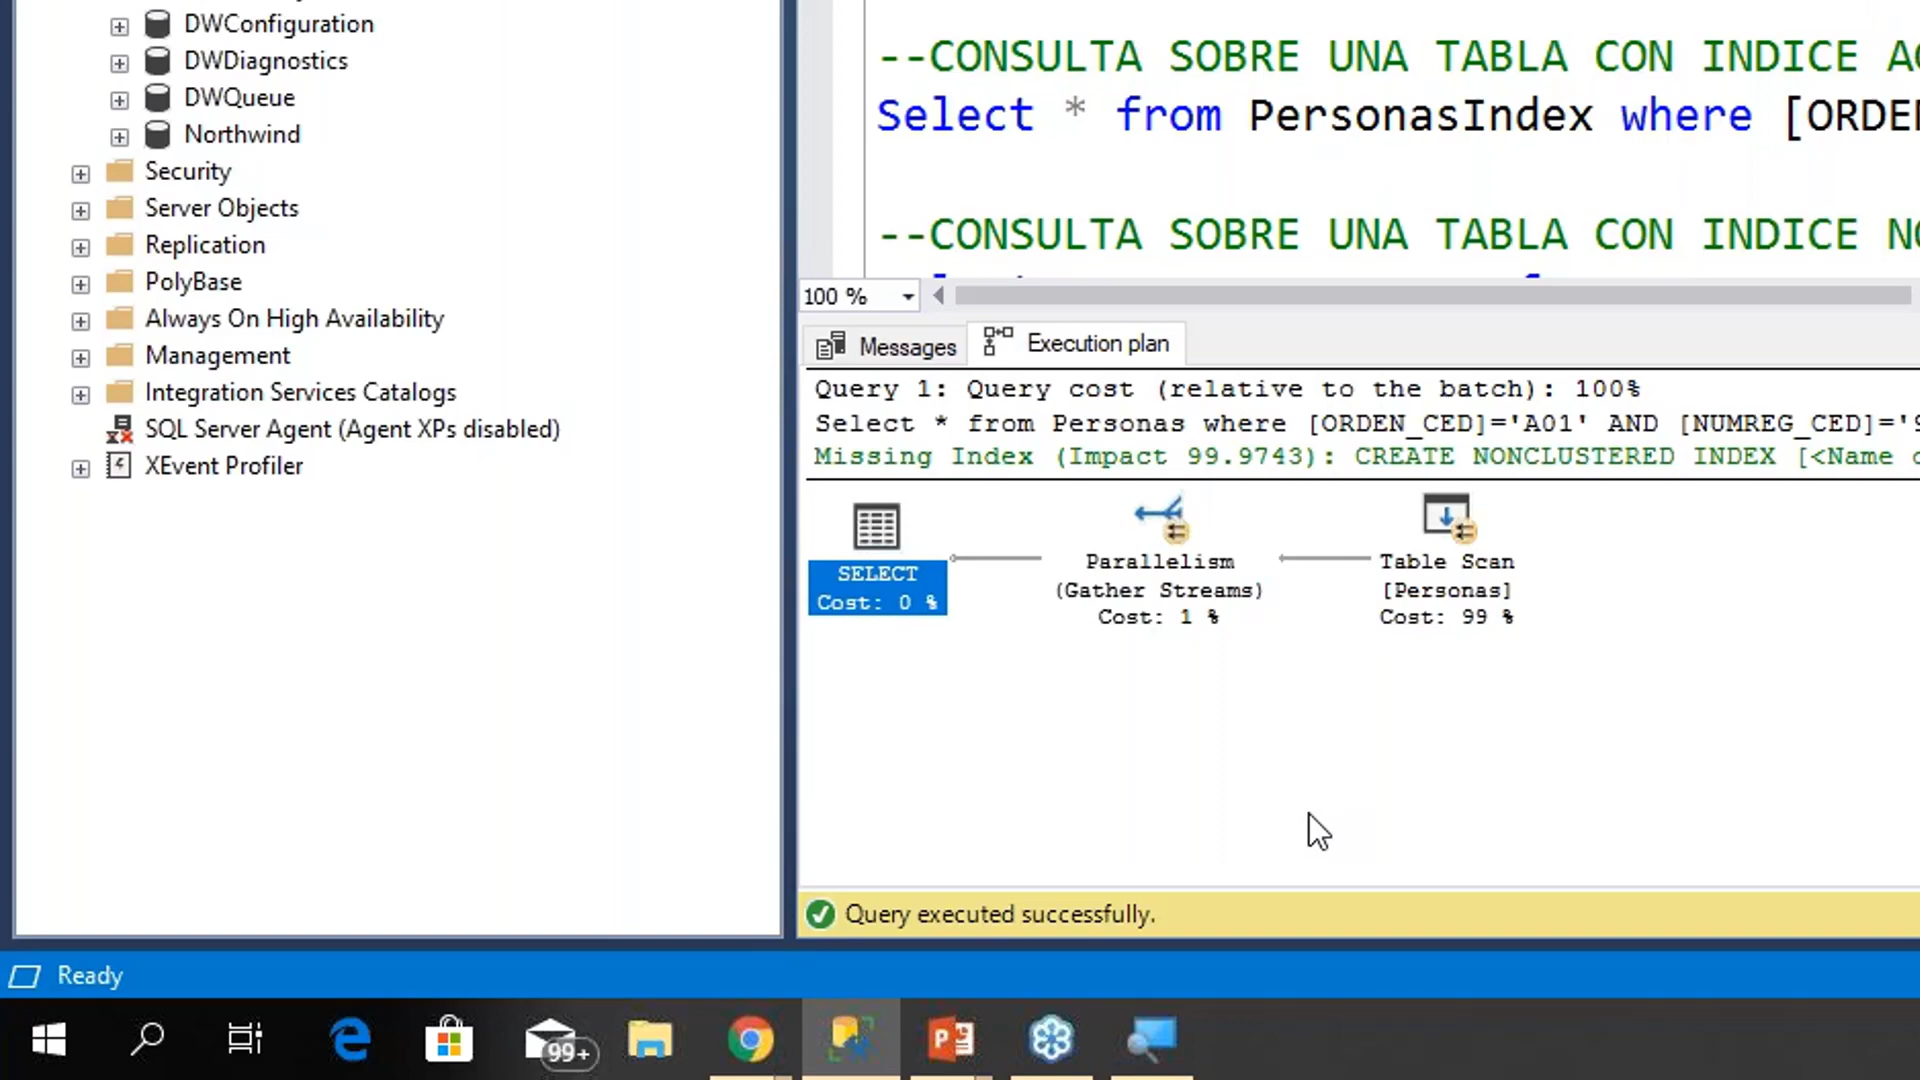 DWConfiguration
DWDiagnostics
DWQueue
Northwind
Security
Server Objects
Replication
PolyBase
Always On High Availability
Management
Integration Services Catalogs
SQL Server Agent (Agent XPs disabled)
XEvent Profiler
--CONSULTA SOBRE UNA TABLA CON INDICE
Select * from PersonasIndex where [ORDEN
--CONSULTA SOBRE UNA TABLA CON INDICE NO
100 %
Messages
Execution plan
Query 1: Query cost (relative to the batch): 100%
Select * from Personas where [ORDEN_CED]='A01' AND [NUMREG_CED]='9
Missing Index (Impact 99.9743): CREATE NONCLUSTERED INDEX [<Name
SELECT
Cost: 0 %
Parallelism
(Gather Streams)
Cost: 1 %
Table Scan
[Personas]
Cost: 99 %
Query executed successfully.
Ready
99+